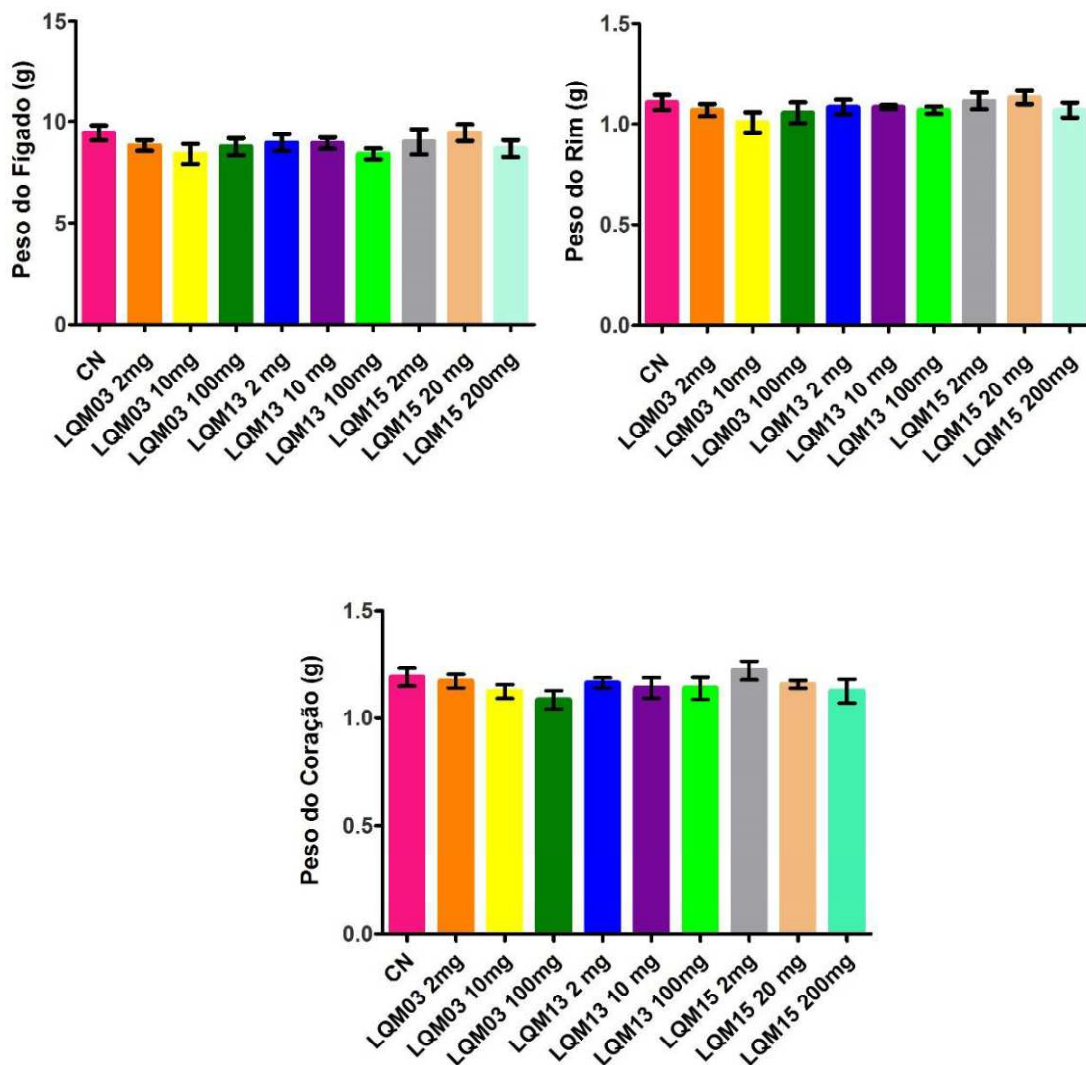 Peso do Fígado (g)
15
10
5
0
CN
LQM03 2mg
LQM03 10mg
LQM03 100mg
LQM13 2 mg
LQM13 10 mg
LQM13 100mg
LQM15 2mg
LQM15 20 mg
LQM15 200mg
Peso do Rim (g)
1.5
1.0
0.5
0.0
CN
LQM03 2mg
LQM03 10mg
LQM03 100mg
LQM13 2 mg
LQM13 10 mg
LQM13 100mg
LQM15 2mg
LQM15 20 mg
LQM15 200mg
Peso do Coração (g)
1.5
1.0
0.5
0.0
CN
LQM03 2mg
LQM03 10mg
LQM03 100mg
LQM13 2 mg
LQM13 10 mg
LQM13 100mg
LQM15 2mg
LQM15 20 mg
LQM15 200mg